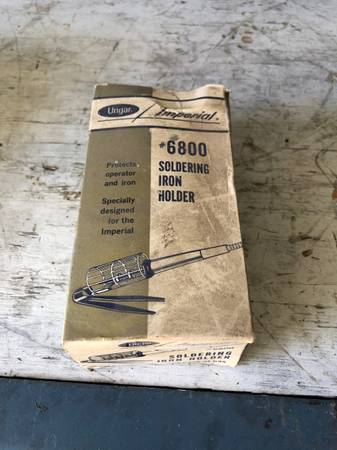 Ungar. / Imperial.
#6800
SOLDERING
IRON
HOLDER
Protects
operator
and iron
Specially
designed
for the
Imperial
SOLDERING
IRON HOLDER